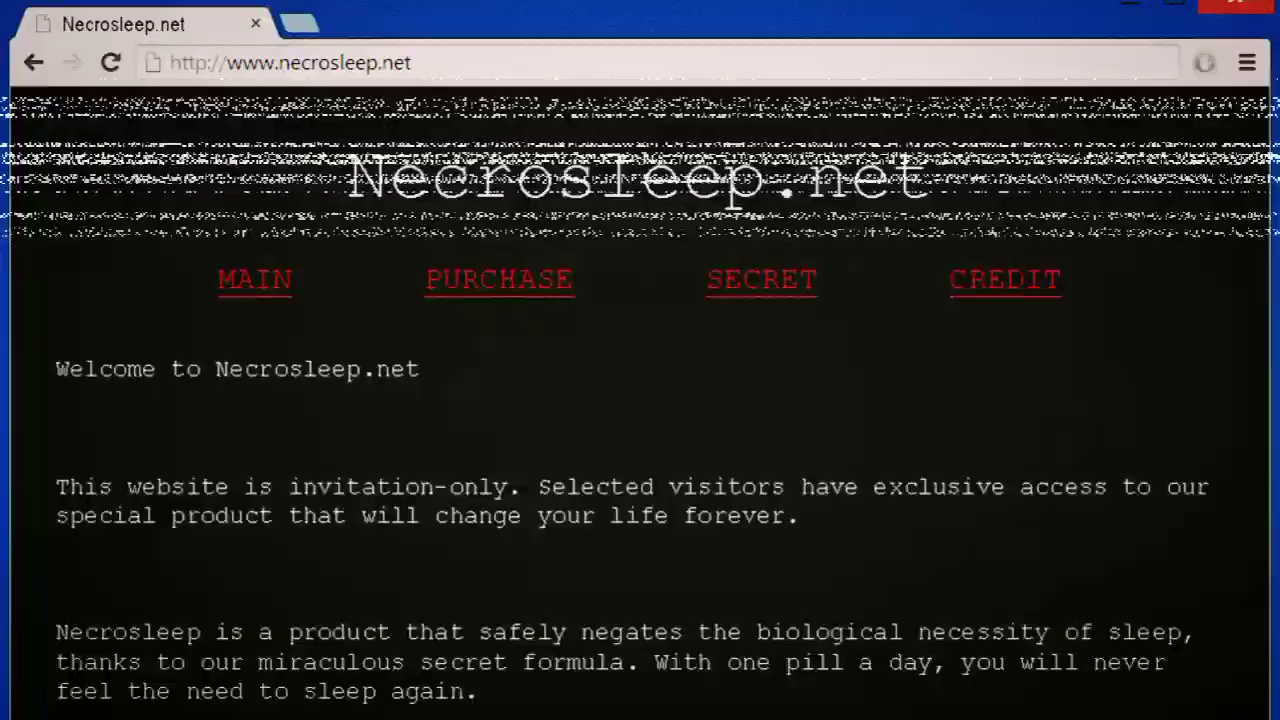 Necrosleep.net
http://www.necrosleep.net
Necrosleep.net
MAIN PURCHASE SECRET CREDIT
Welcome to Necrosleep.net
This website is invitation-only. Selected visitors have exclusive access to our
special product that will change your life forever.
Necrosleep is a product that safely negates the biological necessity of sleep,
thanks to our miraculous secret formula. With one pill a day, you will never
feel the need to sleep again.